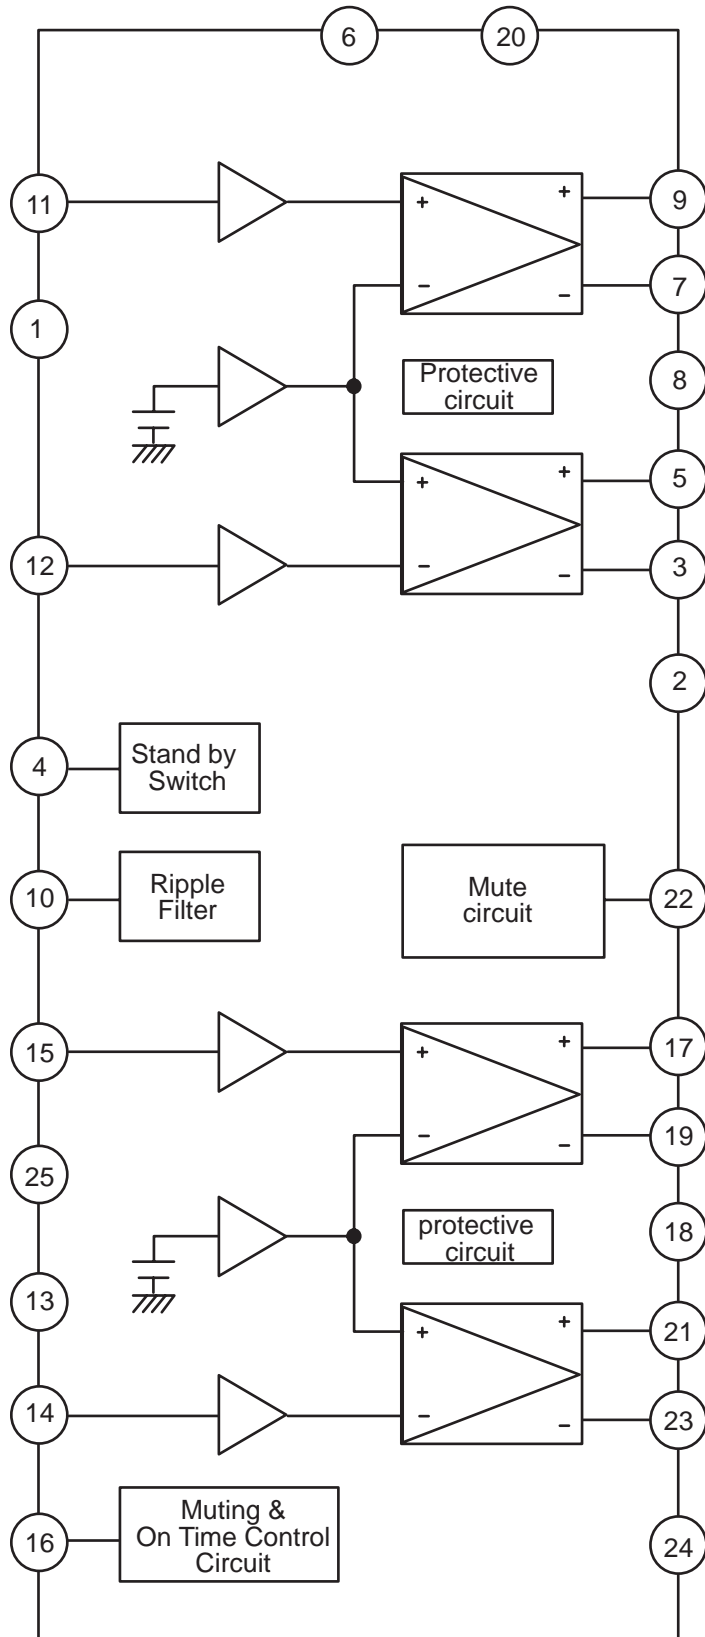 6 20
11 + + 9
− − 7
1
Protective
circuit
8
+ + 5
12 − − 3
2
4 Stand by
Switch
10 Ripple
Filter
Mute
circuit
22
15 + + 17
− − 19
25
protective
circuit
18
13
+ + 21
14 − − 23
16 Muting &
On Time Control
Circuit
24